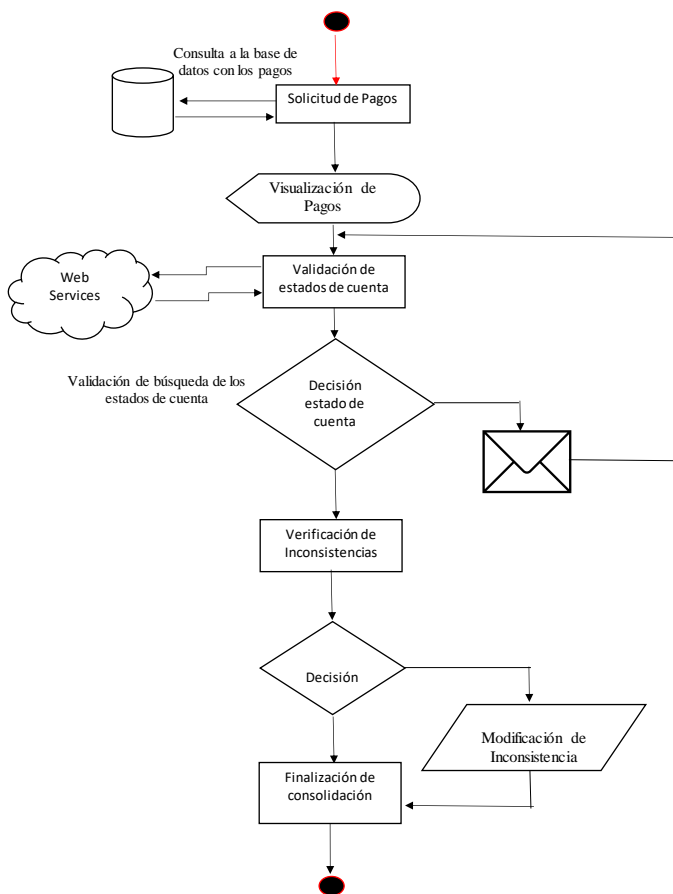 Consulta a la base de
datos con los pagos
Solicitud de Pagos
Visualización de
Pagos
Web
Services
Validación de
estados de cuenta
Validación de búsqueda de los
estados de cuenta
Decisión
estado de
cuenta
Verificación de
Inconsistencias
Decisión
Modificación de
Inconsistencia
Finalización de
consolidación